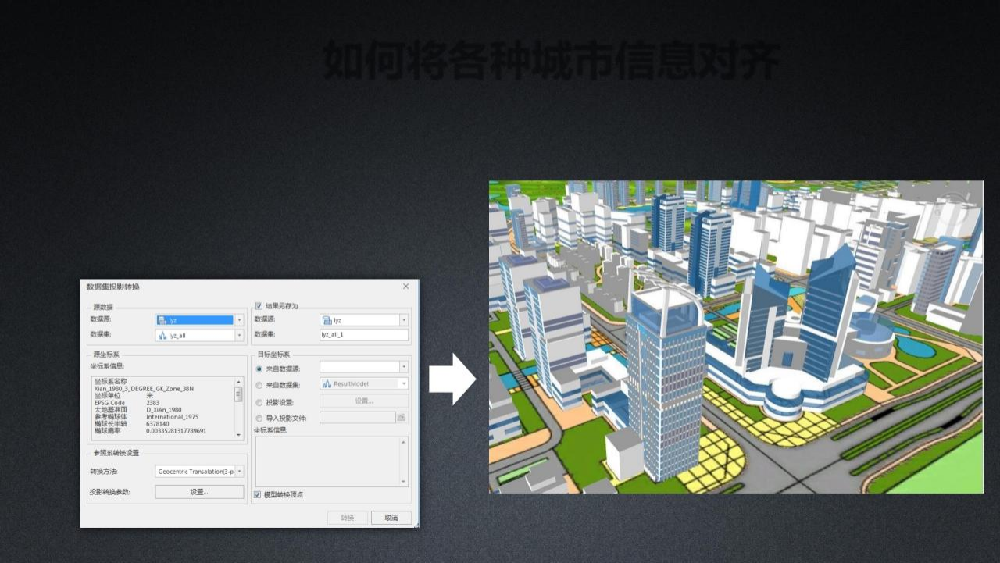 如何将各种城市信息对齐
数据集投影转换
源数据
数据源:
lyz
数据集:
lyz_all
结果另存为
数据源:
lyz
数据集:
lyz_all_1
源坐标系
坐标系信息:
坐标系名称
Xian_1980_3_DEGREE_GK_Zone_38N
坐标单位 米
EPSG Code 2383
大地基准面 D_XiAn_1980
参考椭球体 International_1975
椭球长半轴 6378140
椭球扁率 0.00335281317789691
目标坐标系
来自数据源:
来自数据集:
ResultModel
投影设置:
设置...
导入投影文件:
坐标系信息:
参照系转换设置
转换方法:
Geocentric Transalation(3-p
投影转换参数:
设置...
模型转换顶点
转换
取消